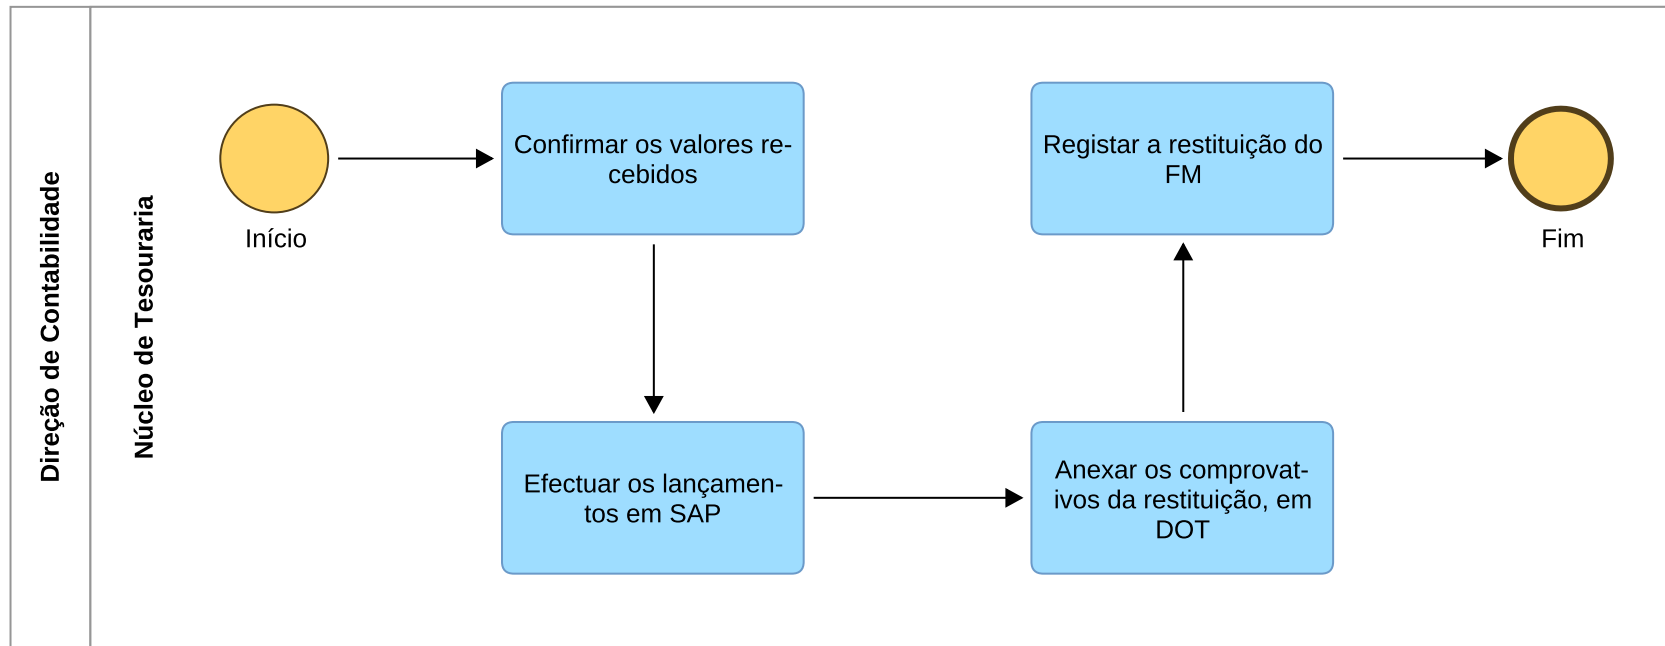 Direção de Contabilidade
Núcleo de Tesouraria
Início
Confirmar os valores re-
cebidos
Efectuar os lançamen-
tos em SAP
Anexar os comprovat-
ivos da restituição, em
DOT
Registar a restituição do
FM
Fim